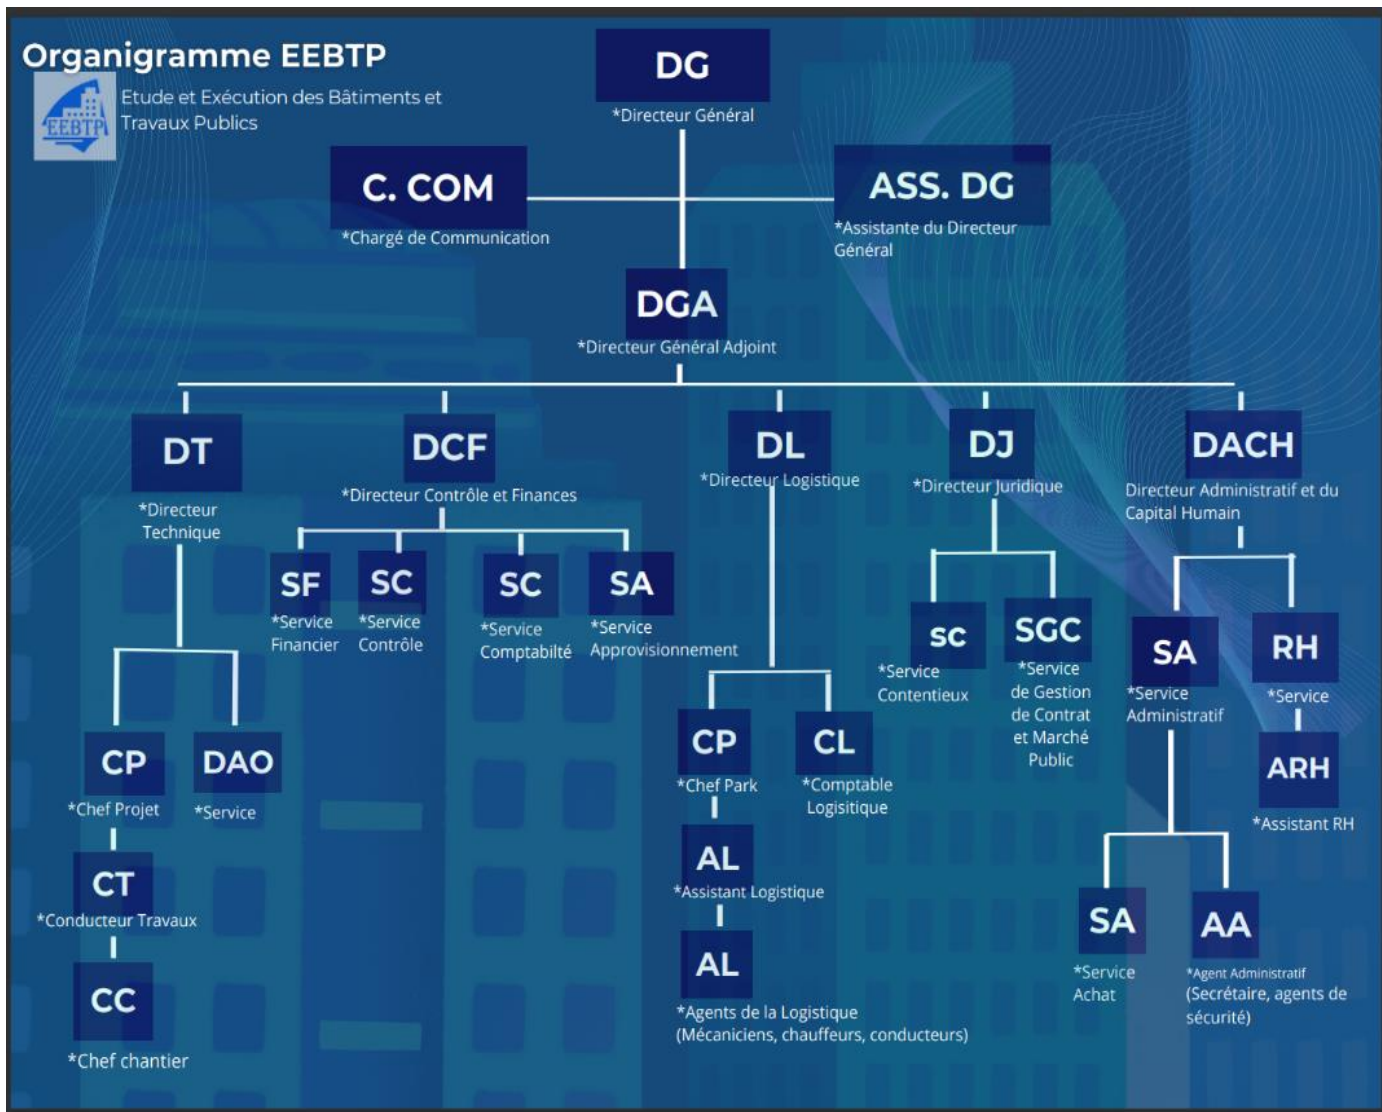 Organigramme EEBTP
EEBTP
Etude et Exécution des Bâtiments et
Travaux Publics
DG
*Directeur Général
C. COM
*Chargé de Communication
ASS. DG
*Assistante du Directeur
Général
DGA
*Directeur Général Adjoint
DT
*Directeur
Technique
DCF
*Directeur Contrôle et Finances
DL
*Directeur Logistique
DJ
*Directeur Juridique
DACH
Directeur Administratif et du
Capital Humain
SF
*Service
Financier
SC
*Service
Contrôle
SC
*Service
Comptabilté
SA
*Service
Approvisionnement
SC
*Service
Contentieux
SGC
*Service
de Gestion
de Contrat
et Marché
Public
SA
*Service
Administratif
RH
*Service
ARH
*Assistant RH
CP
*Chef Projet
DAO
*Service
CT
*Conducteur Travaux
CC
*Chef chantier
CP
*Chef Park
CL
*Comptable
Logisitique
AL
*Assistant Logistique
AL
*Agents de la Logistique
(Mécaniciens, chauffeurs, conducteurs)
SA
*Service
Achat
AA
*Agent Administratif
(Secrétaire, agents de
sécurité)